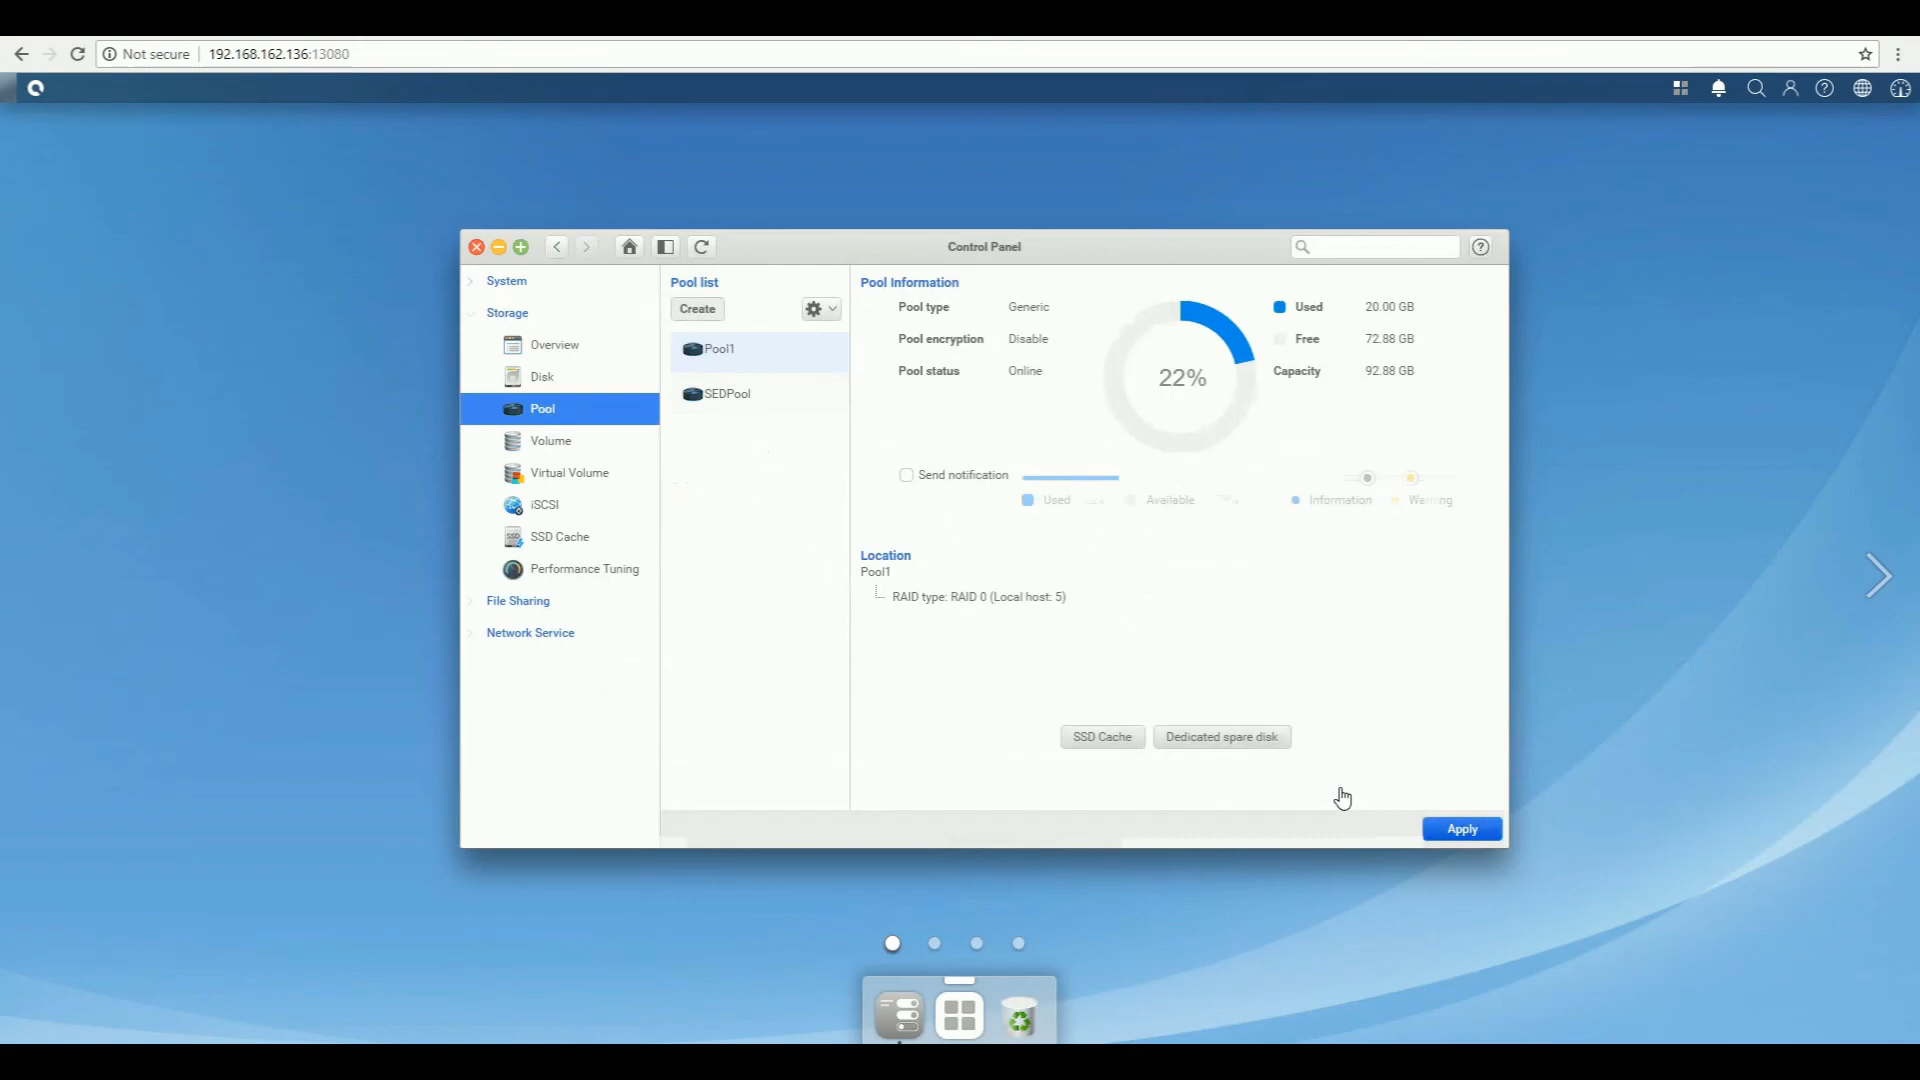 Not secure 192.168.162.136:13080
Control Panel
System
Storage
Overview
Disk
Pool
Volume
Virtual Volume
iSCSI
SSD Cache
Performance Tuning
File Sharing
Network Service
Pool list
Create
Pool1
SEDPool
Pool Information
Pool type Generic
Pool encryption Disable
Pool status Online
22%
Used 20.00 GB
Free 72.88 GB
Capacity 92.88 GB
Send notification
Used Available Information Warning
Location
Pool1
RAID type: RAID 0 (Local host: 5)
SSD Cache Dedicated spare disk
Apply